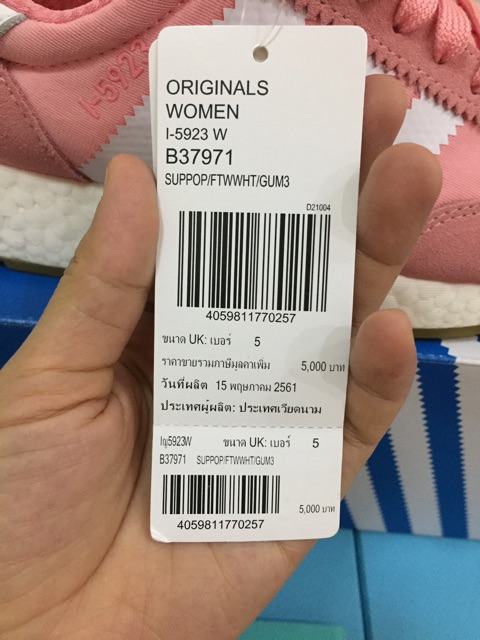 I-5923
ORIGINALS
WOMEN
I-5923 W
B37971
SUPPOP/FTWWHT/GUM3
D21004
4059811770257
ขนาด UK: เบอร์ 5
ราคาขายรวมภาษีมูลค่าเพิ่ม 5,000 บาท
วันที่ผลิต 15 พฤษภาคม 2561
ประเทศผู้ผลิต: ประเทศเวียดนาม
5923W ขนาด UK: เบอร์ 5
B37971 SUPPOP/FTWWHT/GUM3
5,000 บาท
4059811770257